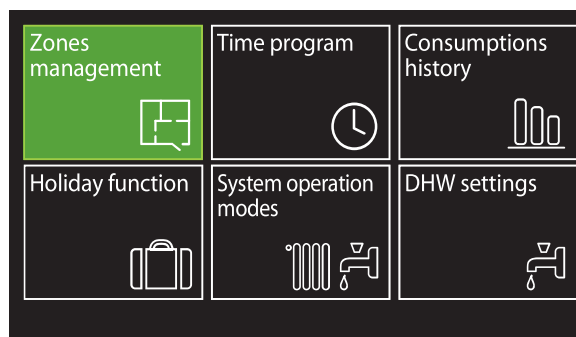 Zones
management
Time program
Consumptions
history
Holiday function
System operation
modes
DHW settings